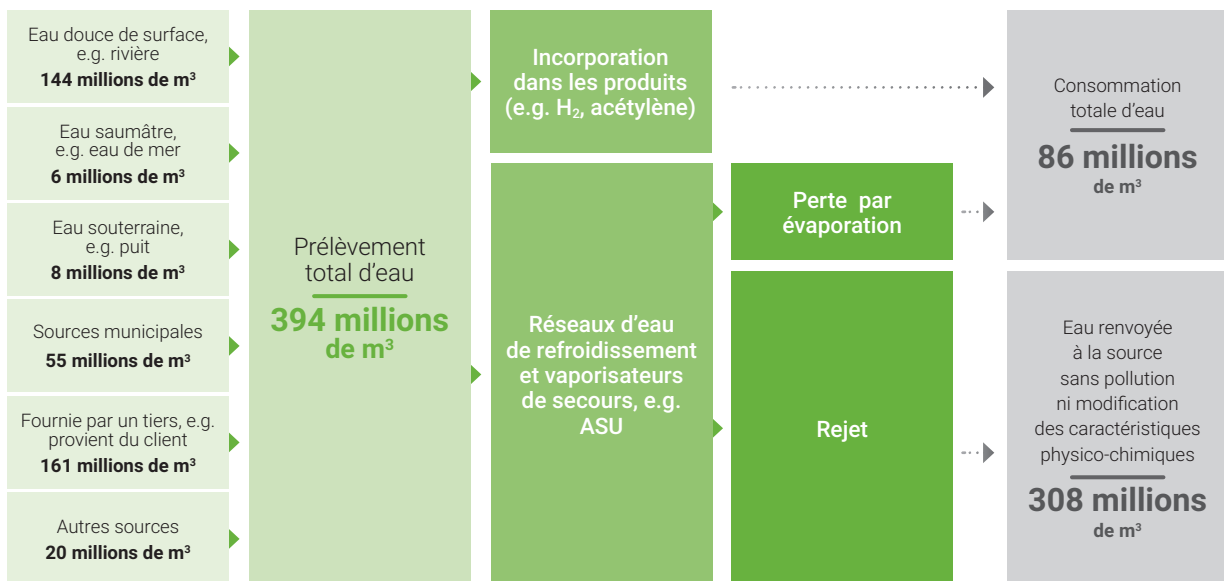 Eau douce de surface,
e.g. rivière
144 millions de m³
Eau saumâtre,
e.g. eau de mer
6 millions de m³
Eau souterraine,
e.g. puit
8 millions de m³
Sources municipales
55 millions de m³
Fournie par un tiers, e.g.
provient du client
161 millions de m³
Autres sources
20 millions de m³
Prélèvement
total d'eau
394 millions
de m³
Incorporation
dans les produits
(e.g. H₂, acétylène)
Réseaux d'eau
de refroidissement
et vaporisateurs
de secours, e.g.
ASU
Perte par
évaporation
Rejet
Consommation
totale d'eau
86 millions
de m³
Eau renvoyée
à la source
sans pollution
ni modification
des caractéristiques
physico-chimiques
308 millions
de m³